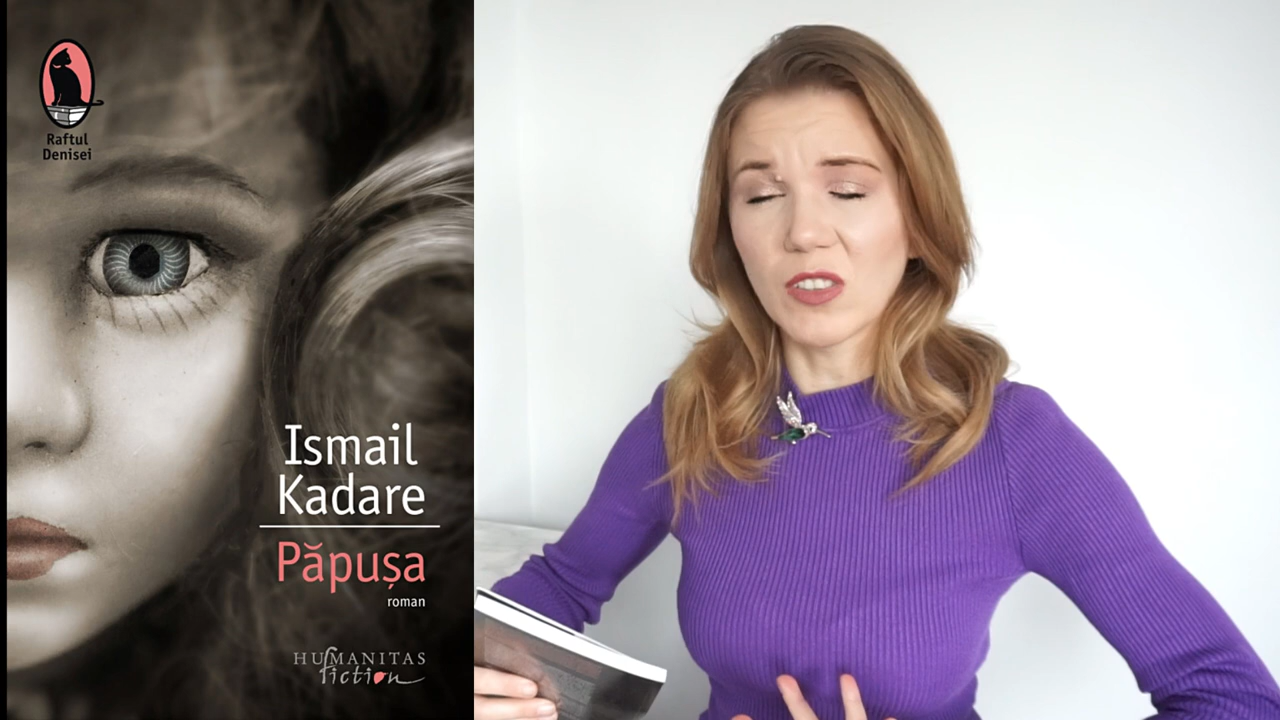 Raftul
Denisei
Ismail
Kadare
Păpușa
roman
HUMANITAS
fiction